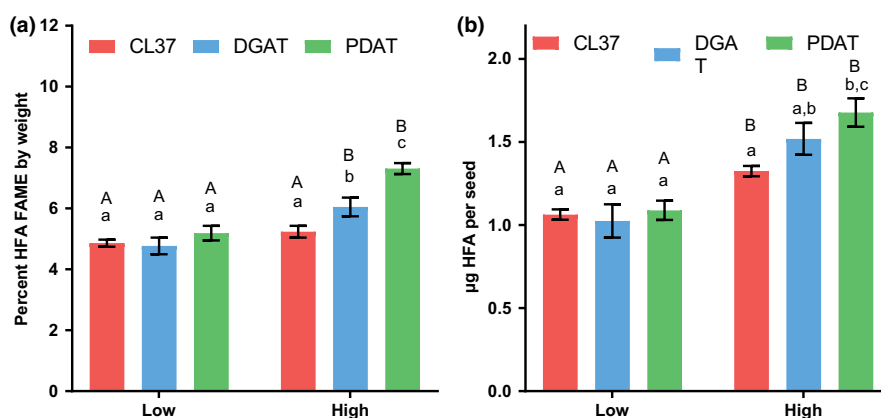 (a)
CL37 DGAT PDAT
Percent HFA FAME by weight
12
10
8
6
4
2
0
A
a
A
a
A
a
A
a
B
b
B
c
Low High
(b)
CL37 DGA
T PDAT
µg HFA per seed
2.0
1.5
1.0
0.5
0.0
A
a
A
a
A
a
B
a
B
a,b
B
b,c
Low High